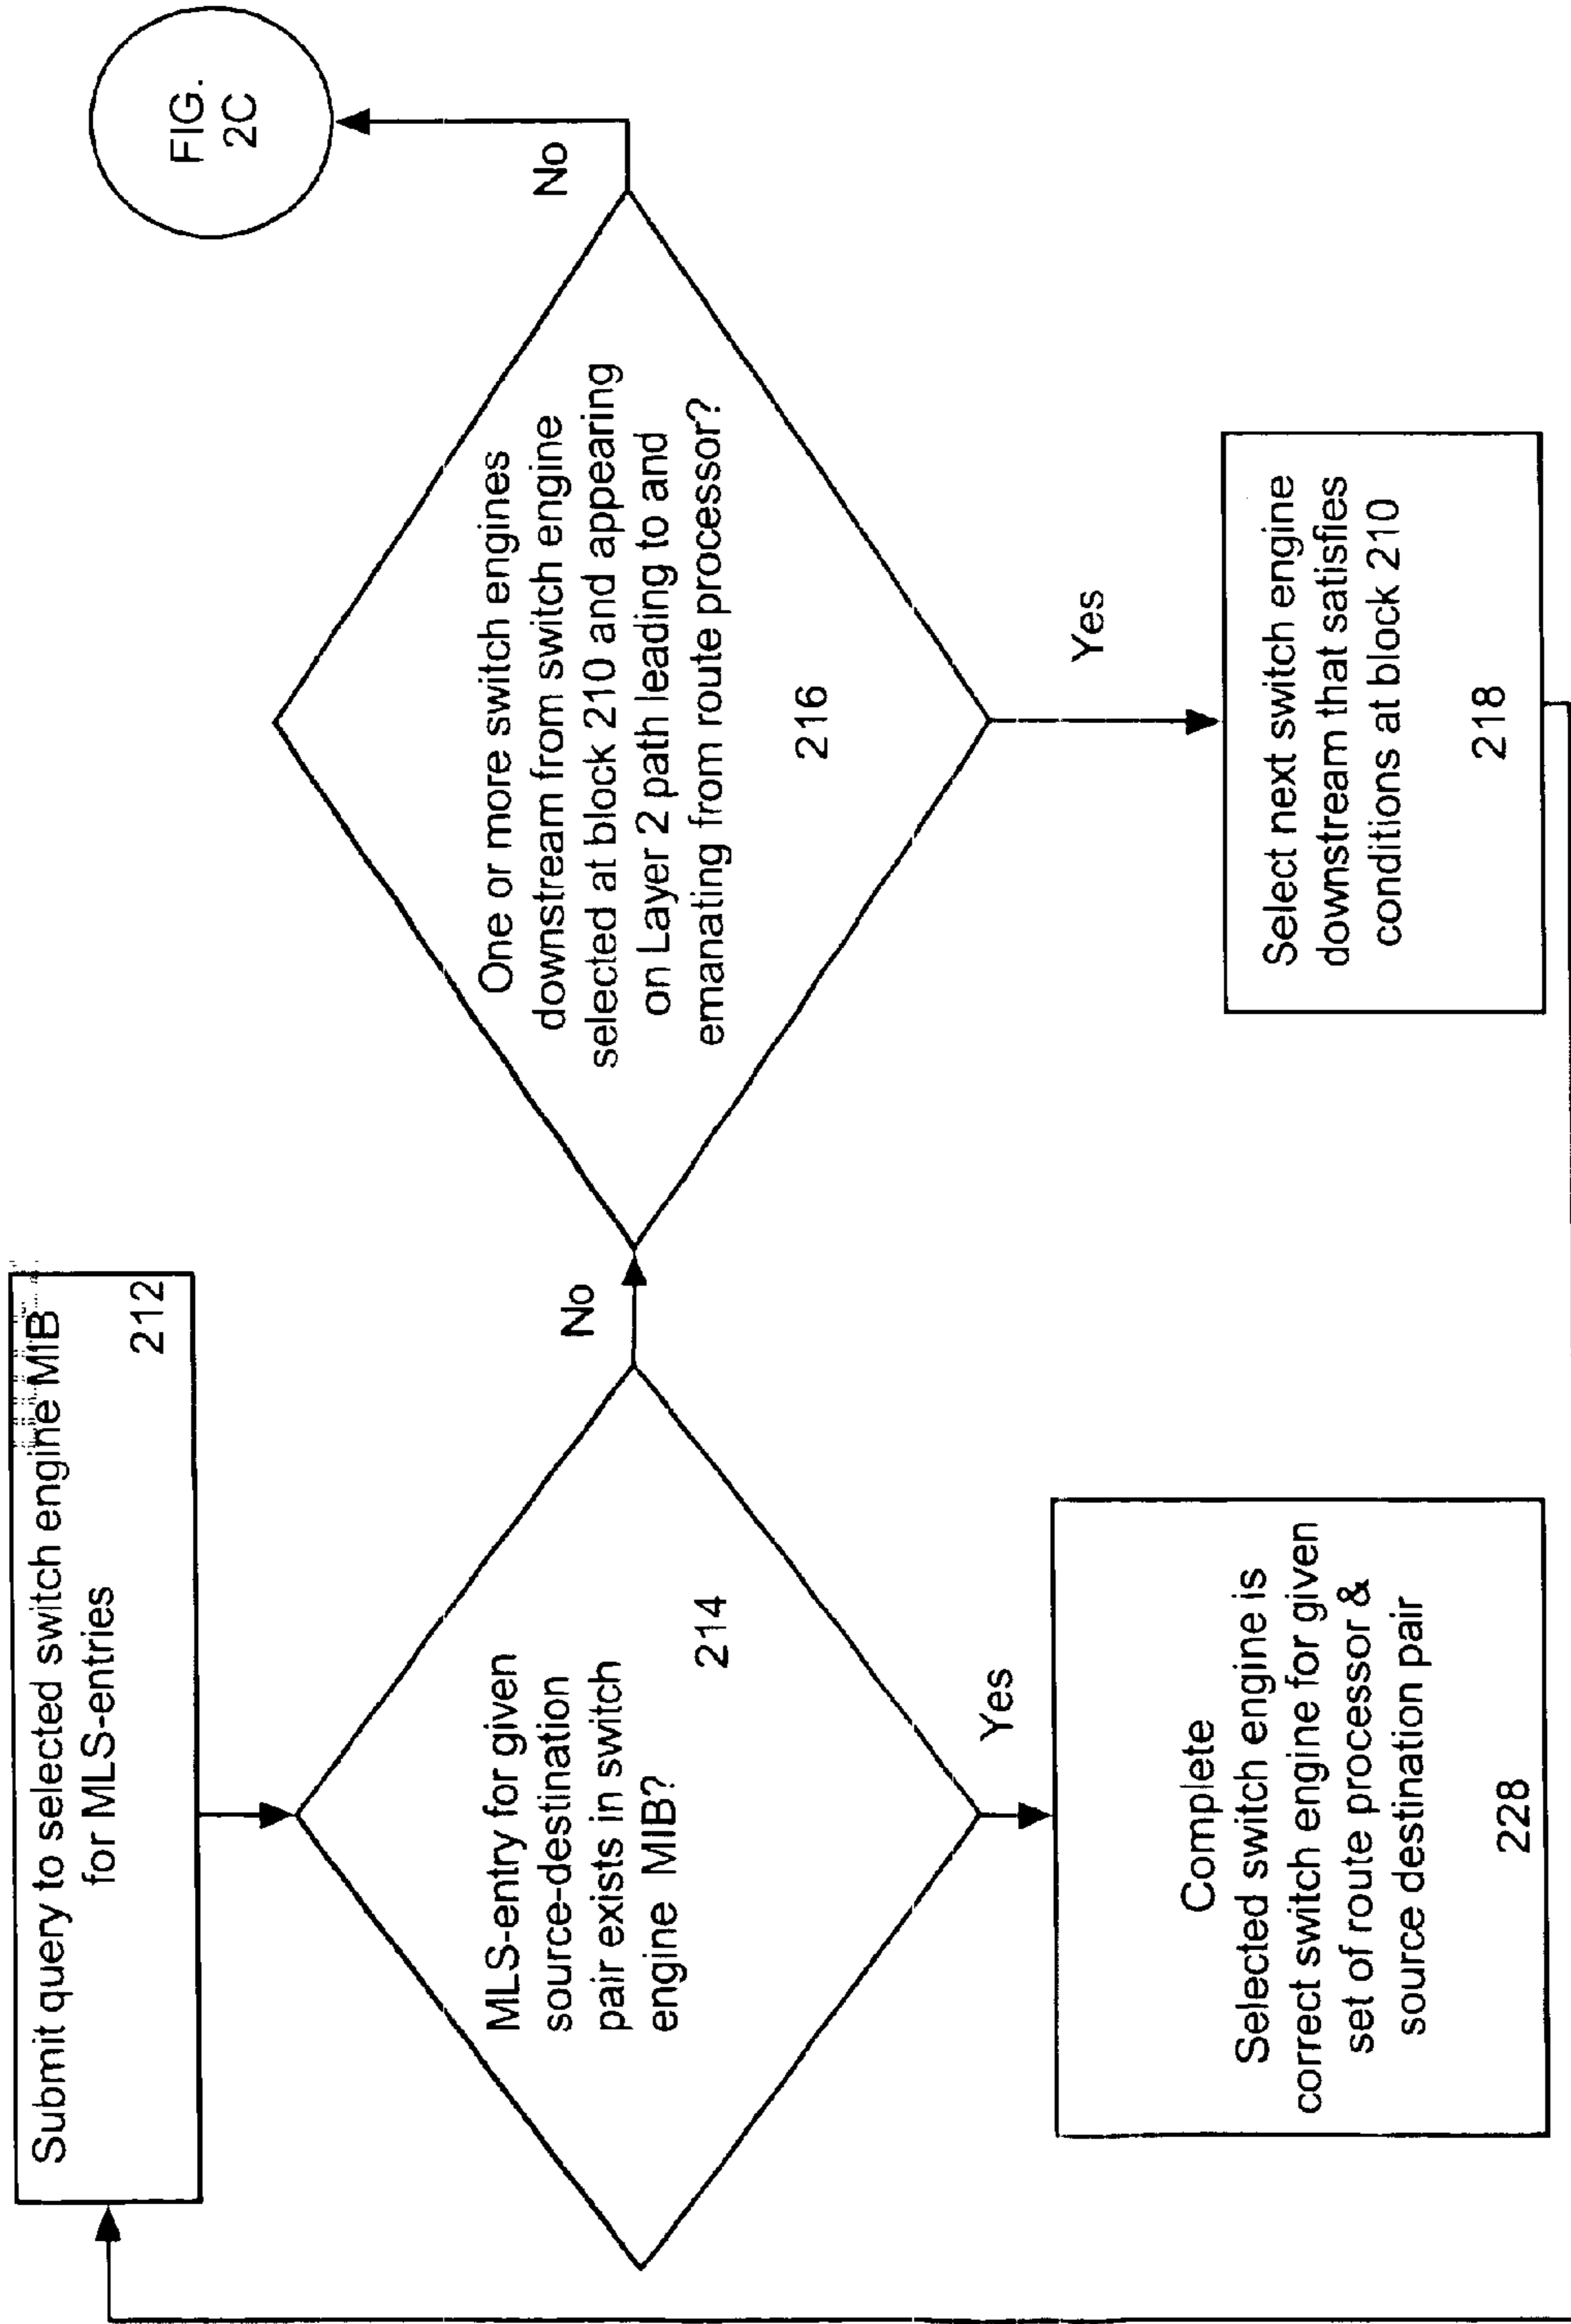 Submit query to selected switch engine MIB
for MLS-entries
212
MLS-entry for given
source-destination
pair exists in switch
engine MIB?
214
No
Yes
Complete
Selected switch engine is
correct switch engine for given
set of route processor &
source destination pair
228
One or more switch engines
downstream from switch engine
selected at block 210 and appearing
on Layer 2 path leading to and
emanating from route processor?
216
No
FIG.
2C
Yes
Select next switch engine
downstream that satisfies
conditions at block 210
218